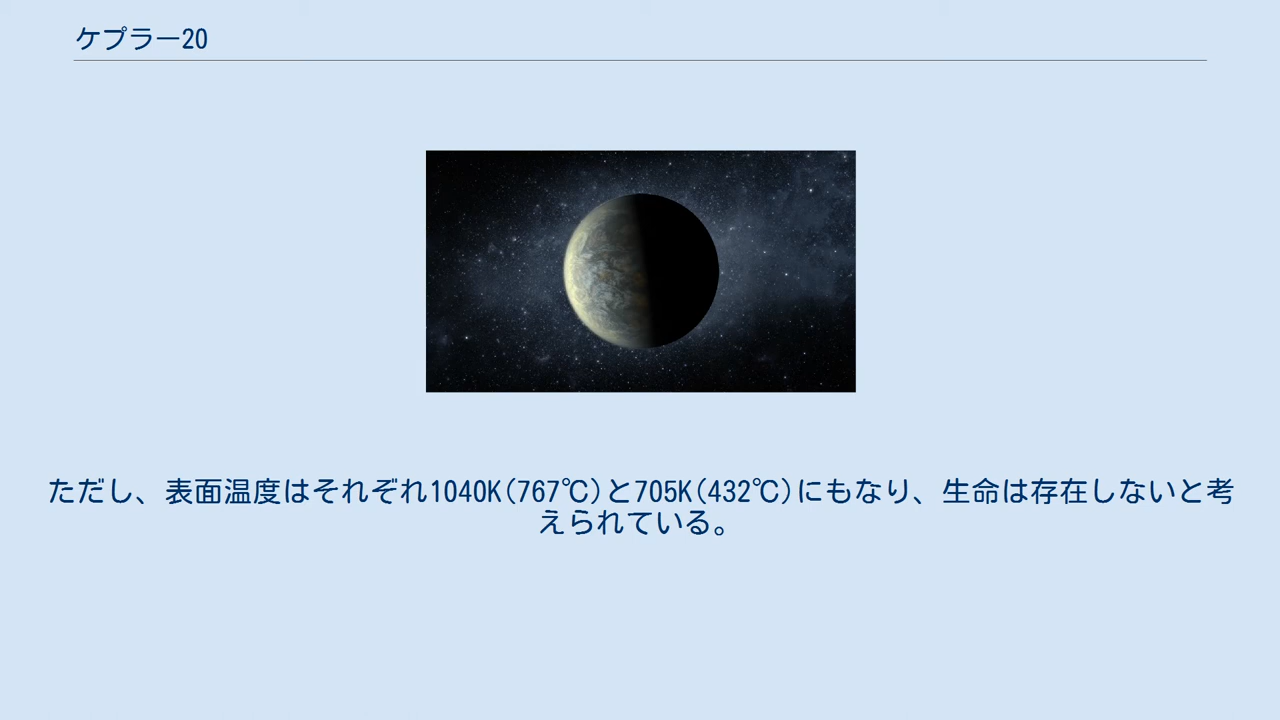 ケプラー20
ただし、表面温度はそれぞれ1040K(767℃)と705K(432℃)にもなり、生命は存在しないと考
えられている。